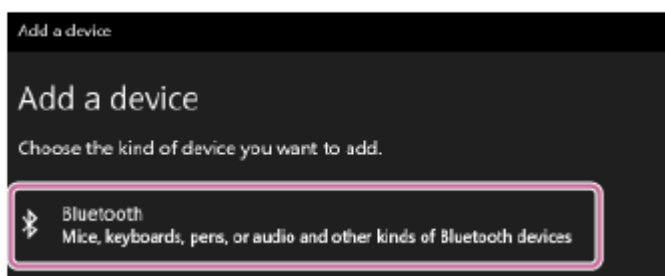 Add a device
Add a device
Choose the kind of device you want to add.
Bluetooth
Mice, keyboards, pens, or audio and other kinds of Bluetooth devices